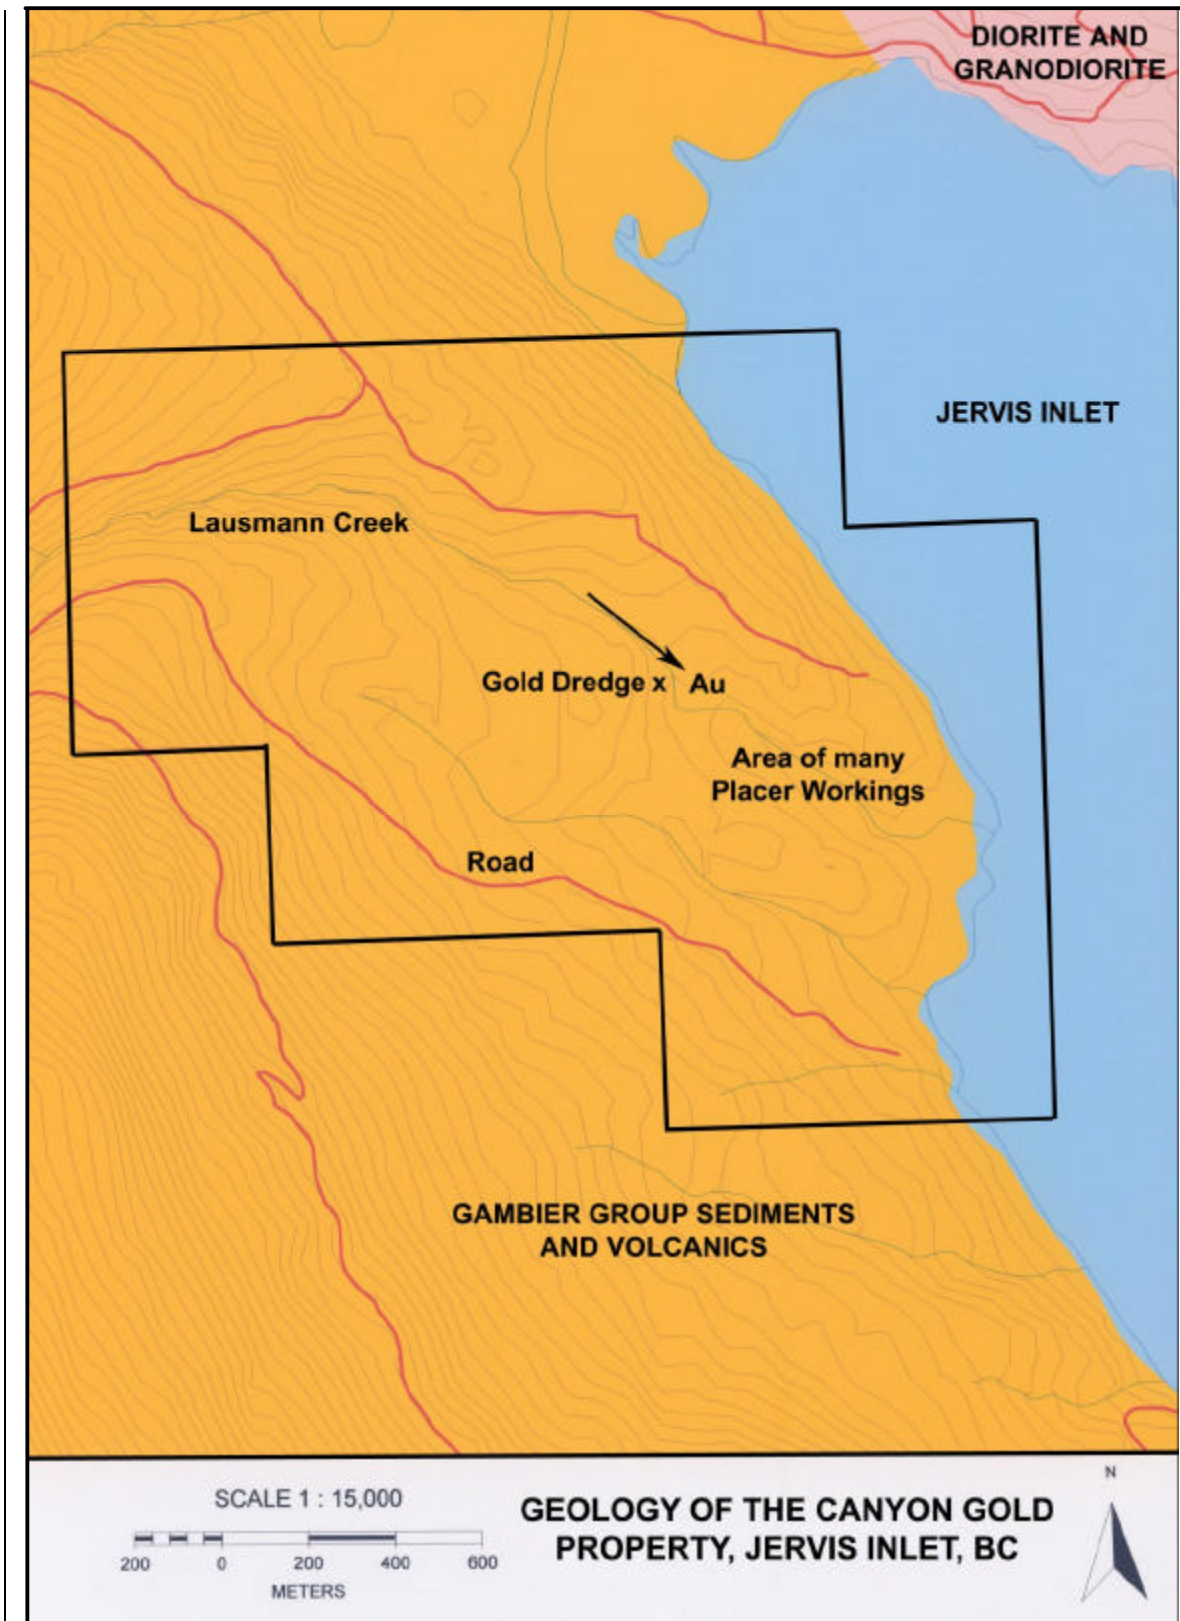 DIORITE AND
GRANODIORITE
JERVIS INLET
Lausmann Creek
Gold Dredge x Au
Area of many
Placer Workings
Road
GAMBIER GROUP SEDIMENTS
AND VOLCANICS
SCALE 1 : 15,000
200 0 200 400 600
METERS
GEOLOGY OF THE CANYON GOLD
PROPERTY, JERVIS INLET, BC
N